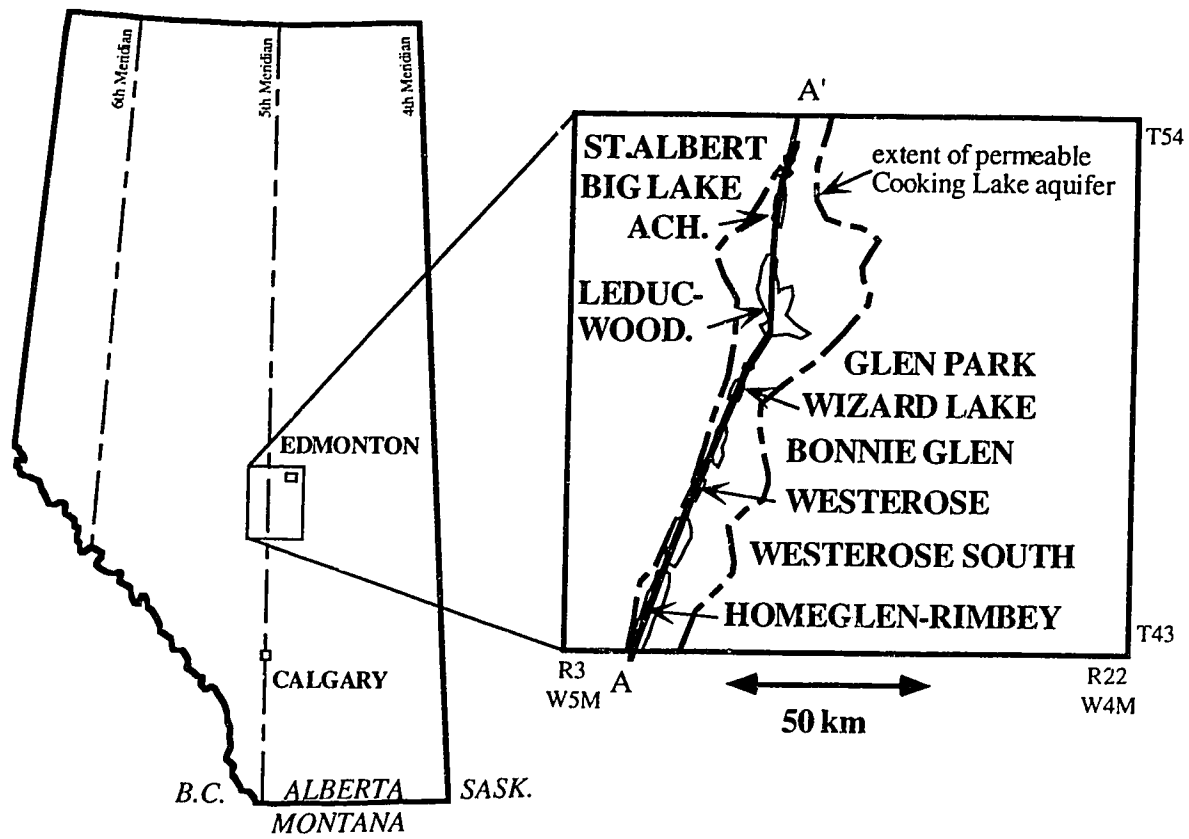 6th Meridian
5th Meridian
4th Meridian
EDMONTON
CALGARY
B.C.
ALBERTA
SASK.
MONTANA
A'
T54
ST.ALBERT
BIG LAKE
ACH.
extent of permeable
Cooking Lake aquifer
LEDUC-
WOOD.
GLEN PARK
WIZARD LAKE
BONNIE GLEN
WESTEROSE
WESTEROSE SOUTH
HOMEGLEN-RIMBEY
T43
R3
W5M
A
R22
W4M
50 km